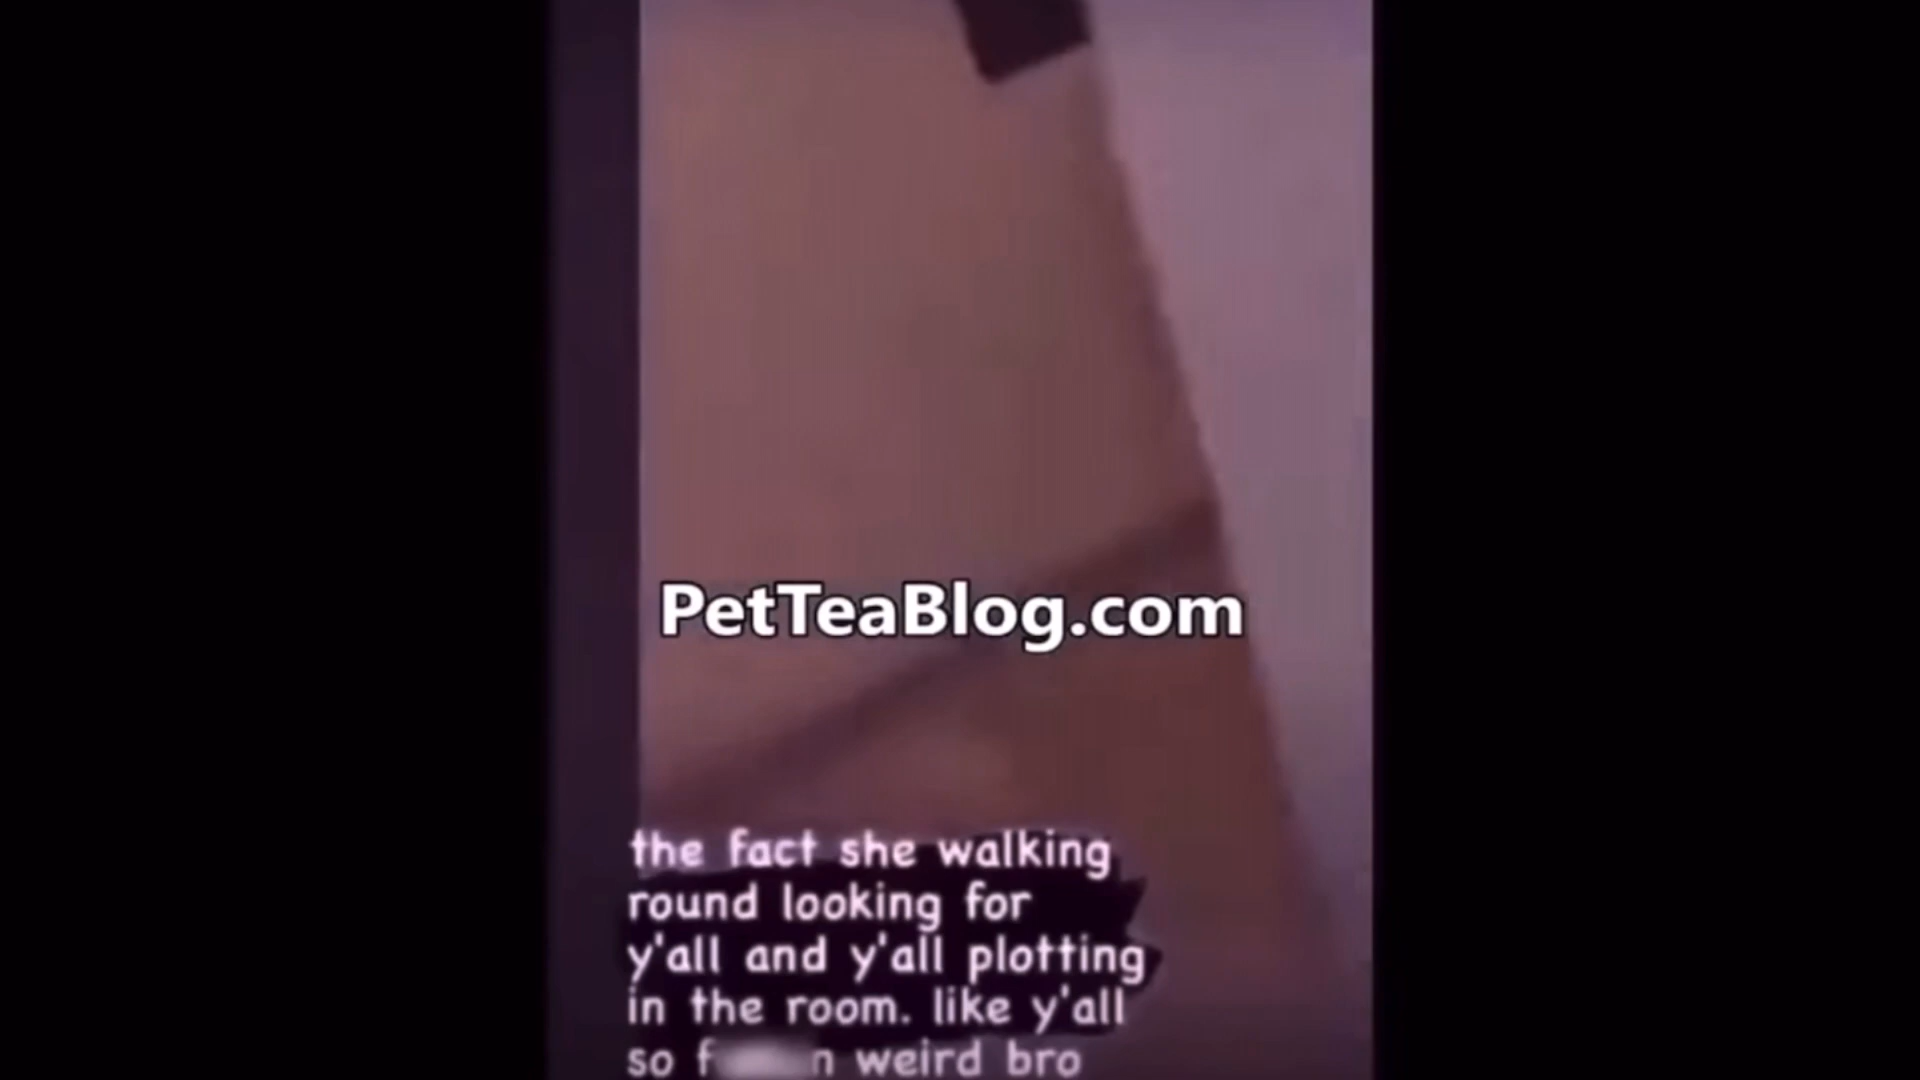 PetTeaBlog.com
the fact she walking
round looking for
y'all and y'all plotting
in the room. like y'all
so f n weird bro